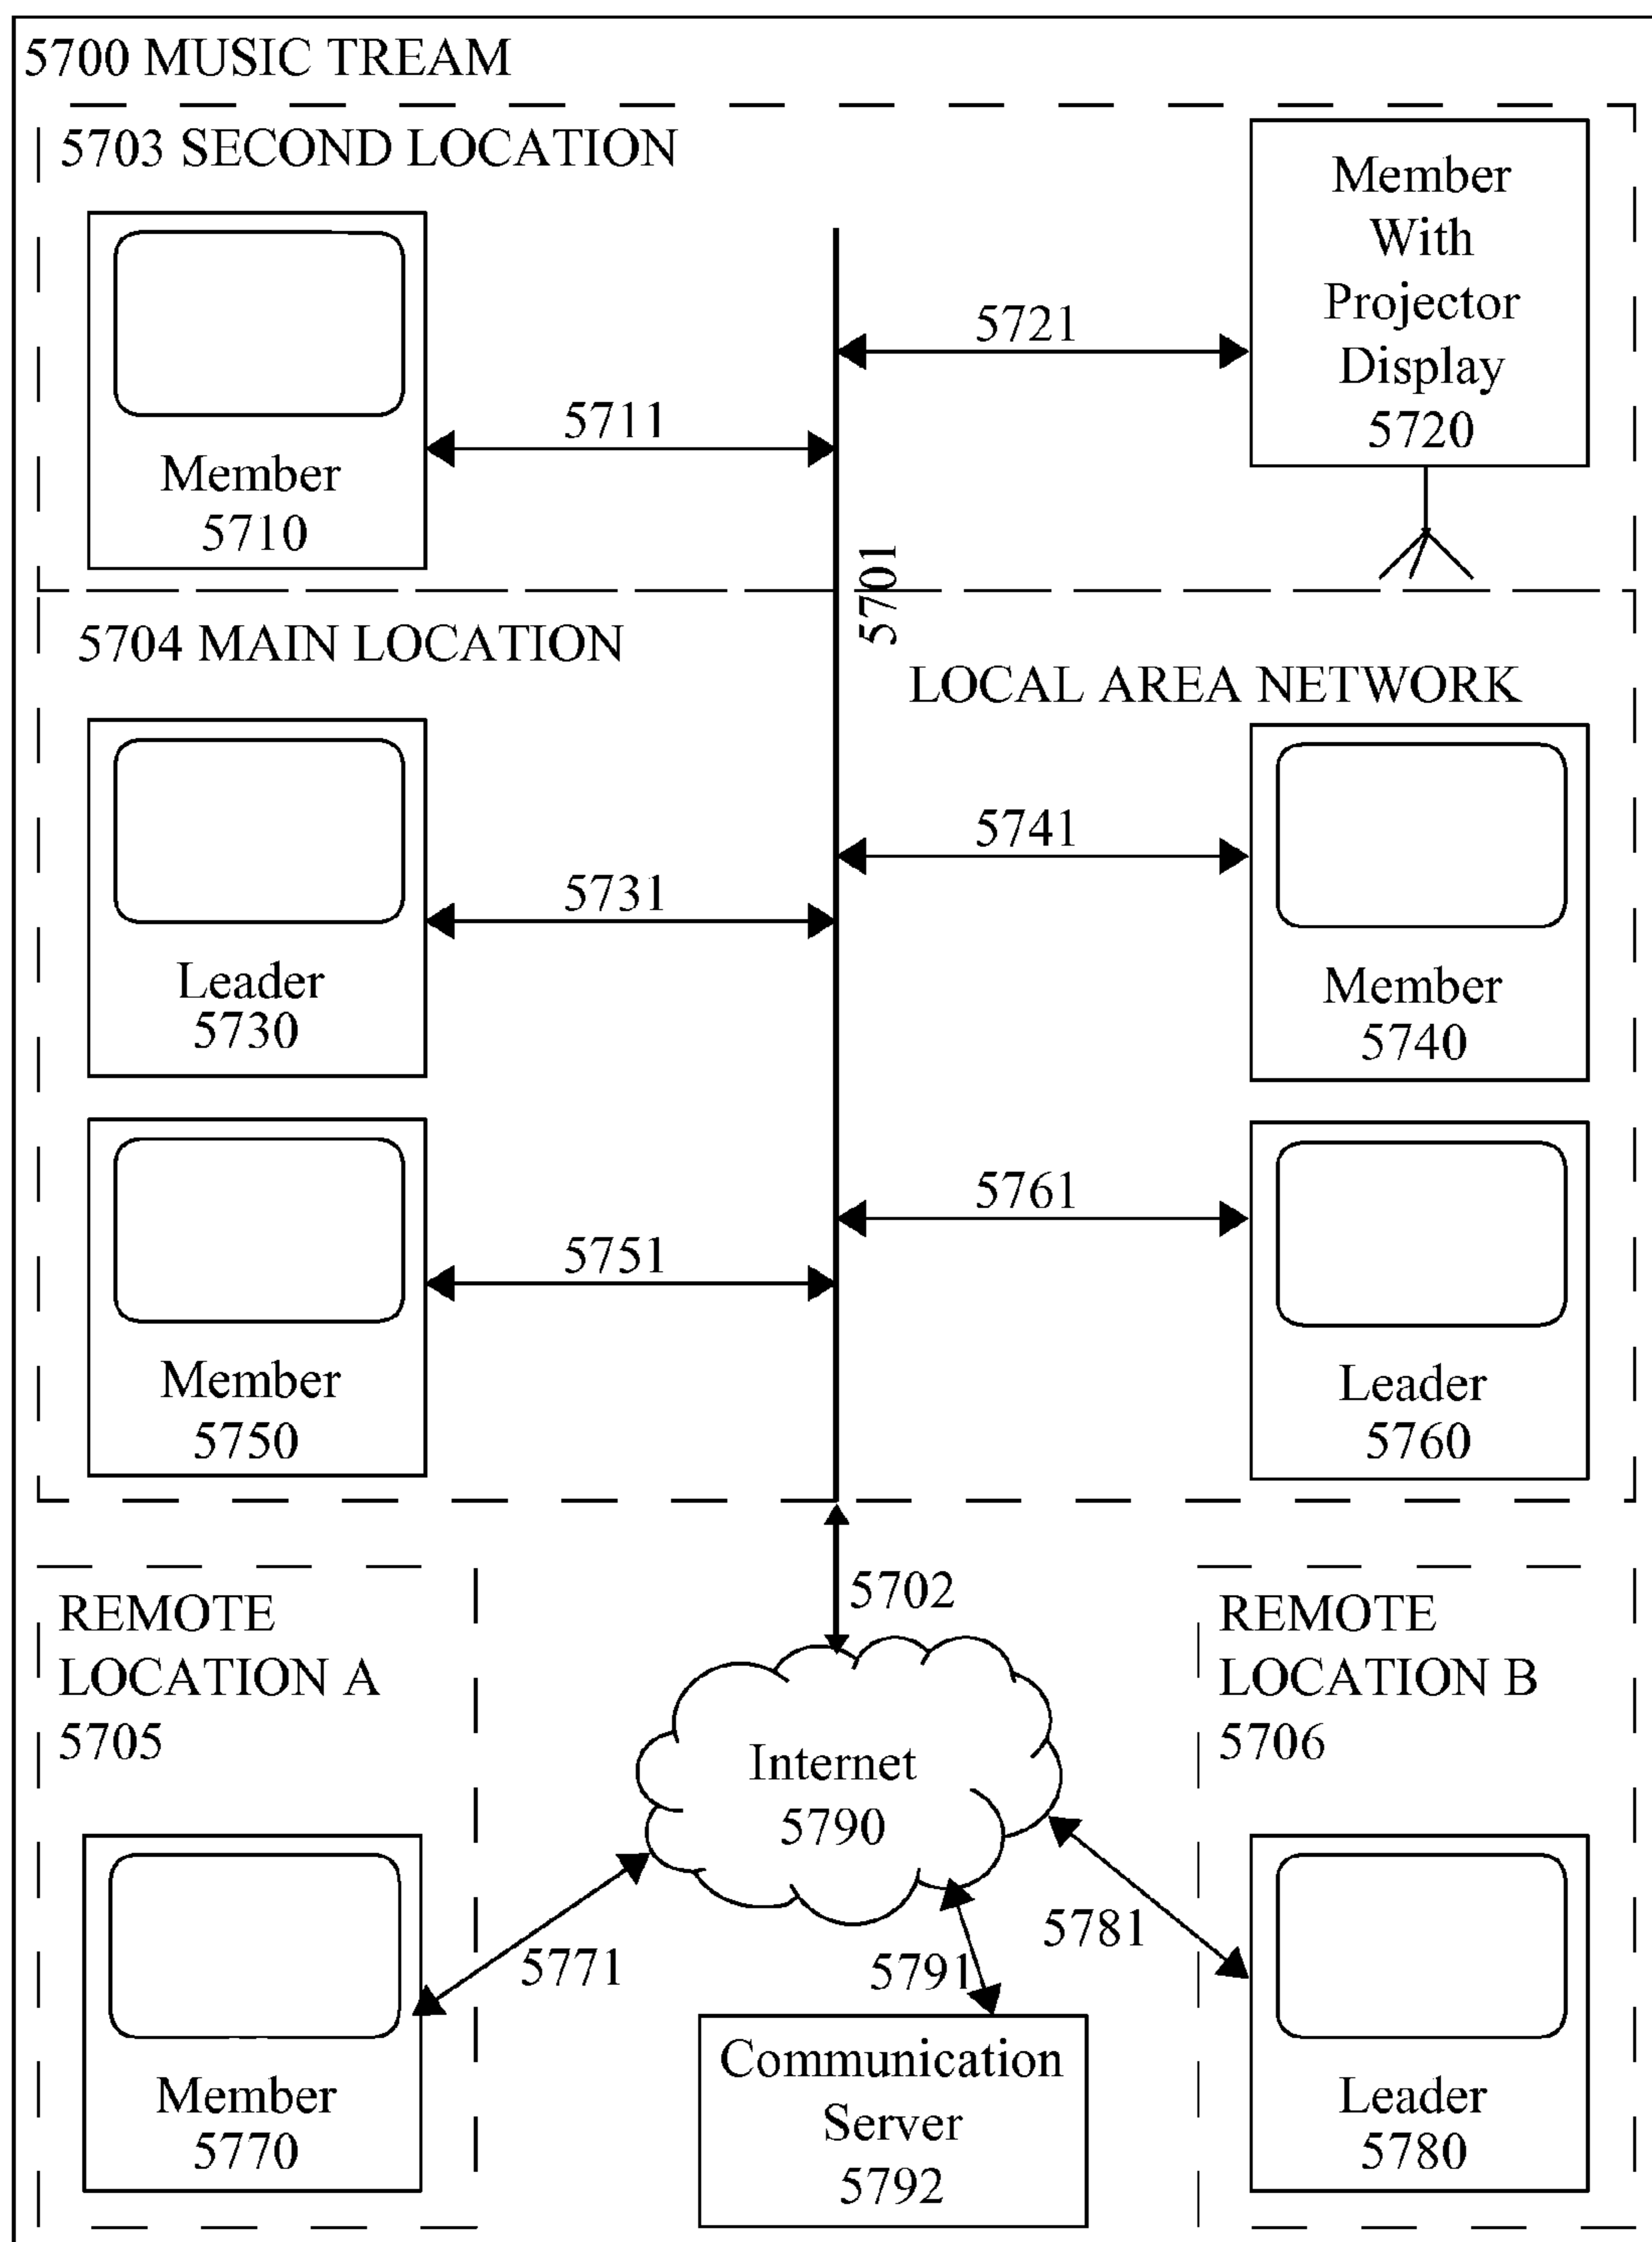 5700 MUSIC TREAM
5703 SECOND LOCATION
Member
With
Projector
Display
5720
5721
5711
Member
5710
5701
5704 MAIN LOCATION
LOCAL AREA NETWORK
5741
5731
Leader
5730
Member
5740
5761
5751
Member
5750
Leader
5760
5702
REMOTE
LOCATION A
5705
REMOTE
LOCATION B
5706
Internet
5790
5771
5791
5781
Member
5770
Communication
Server
5792
Leader
5780